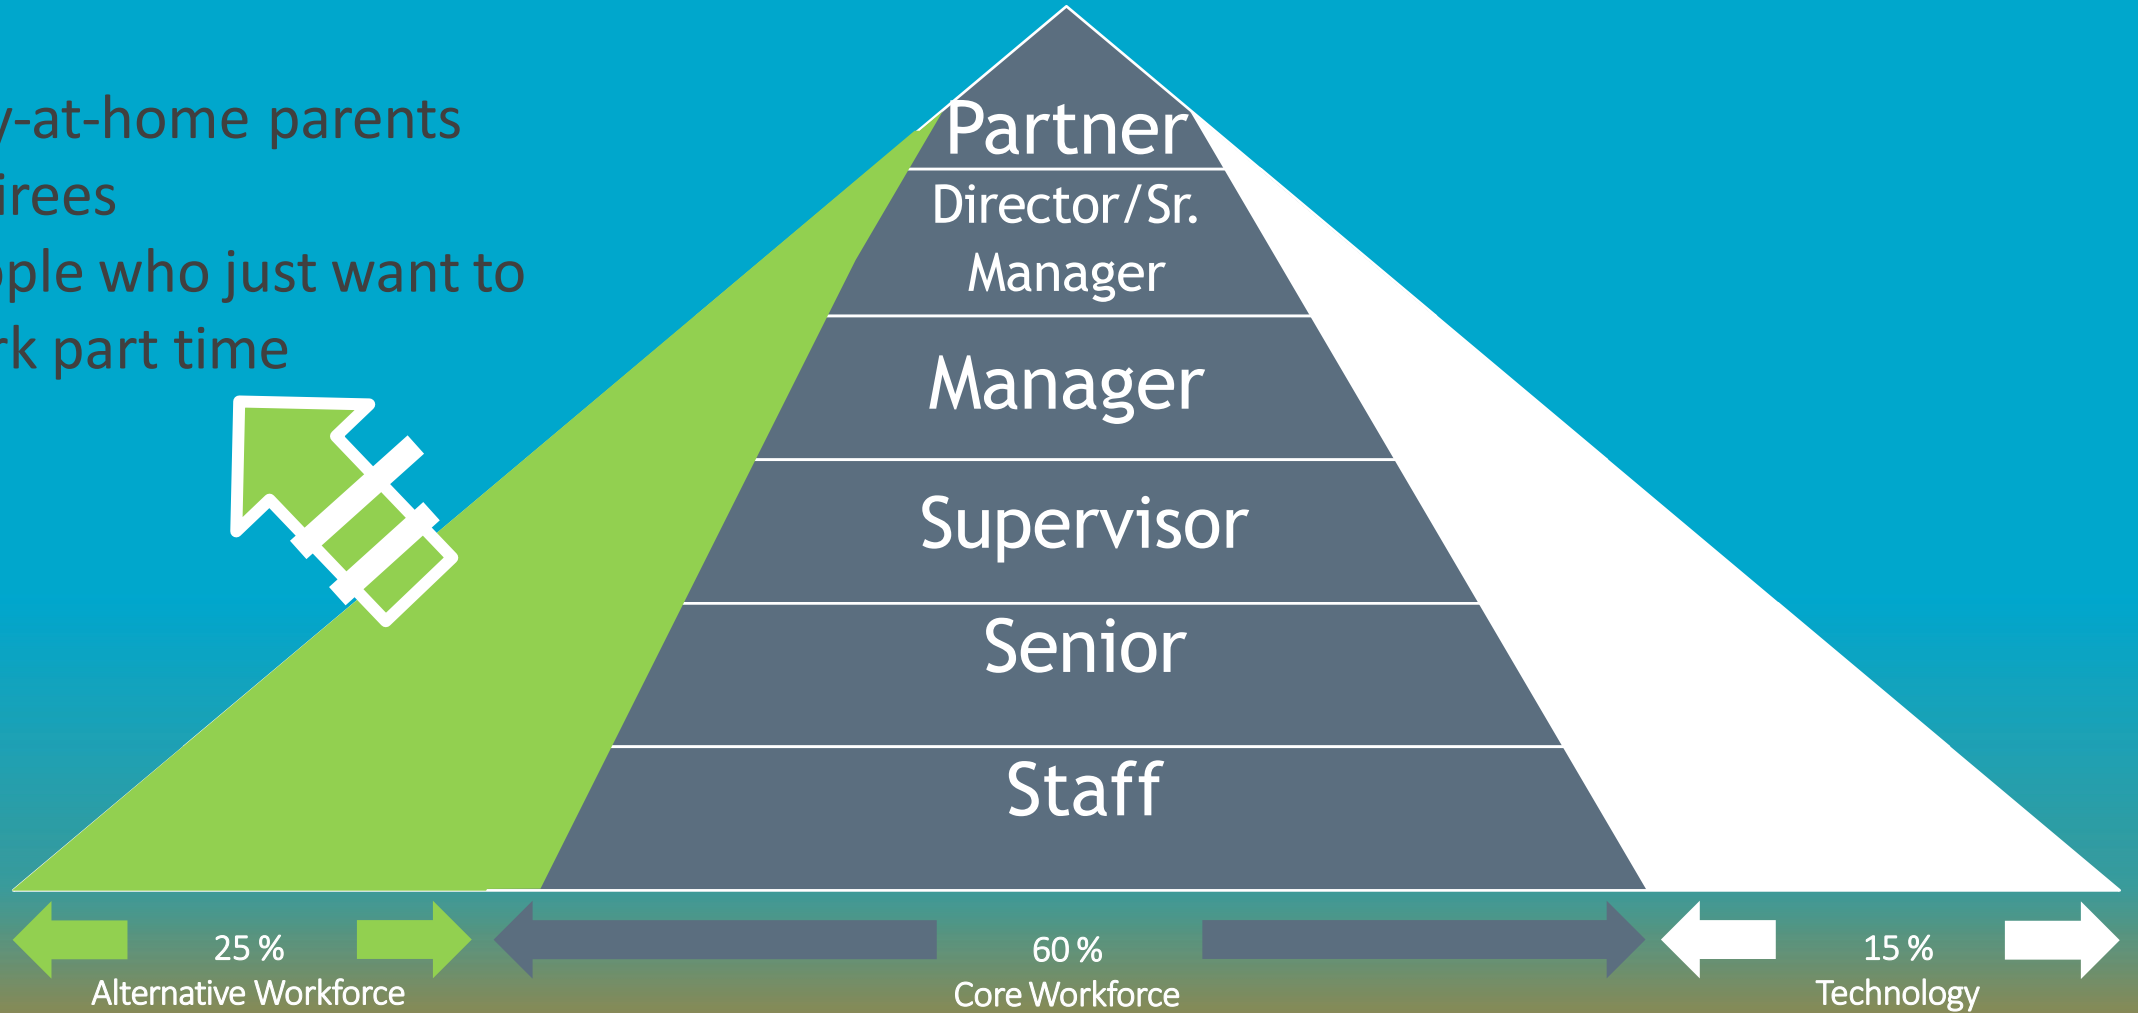 y-at-home parents
irees
ople who just want to
rk part time
Partner
Director/Sr.
Manager
Manager
Supervisor
Senior
Staff
25 %
Alternative Workforce
60 %
Core Workforce
15 %
Technology